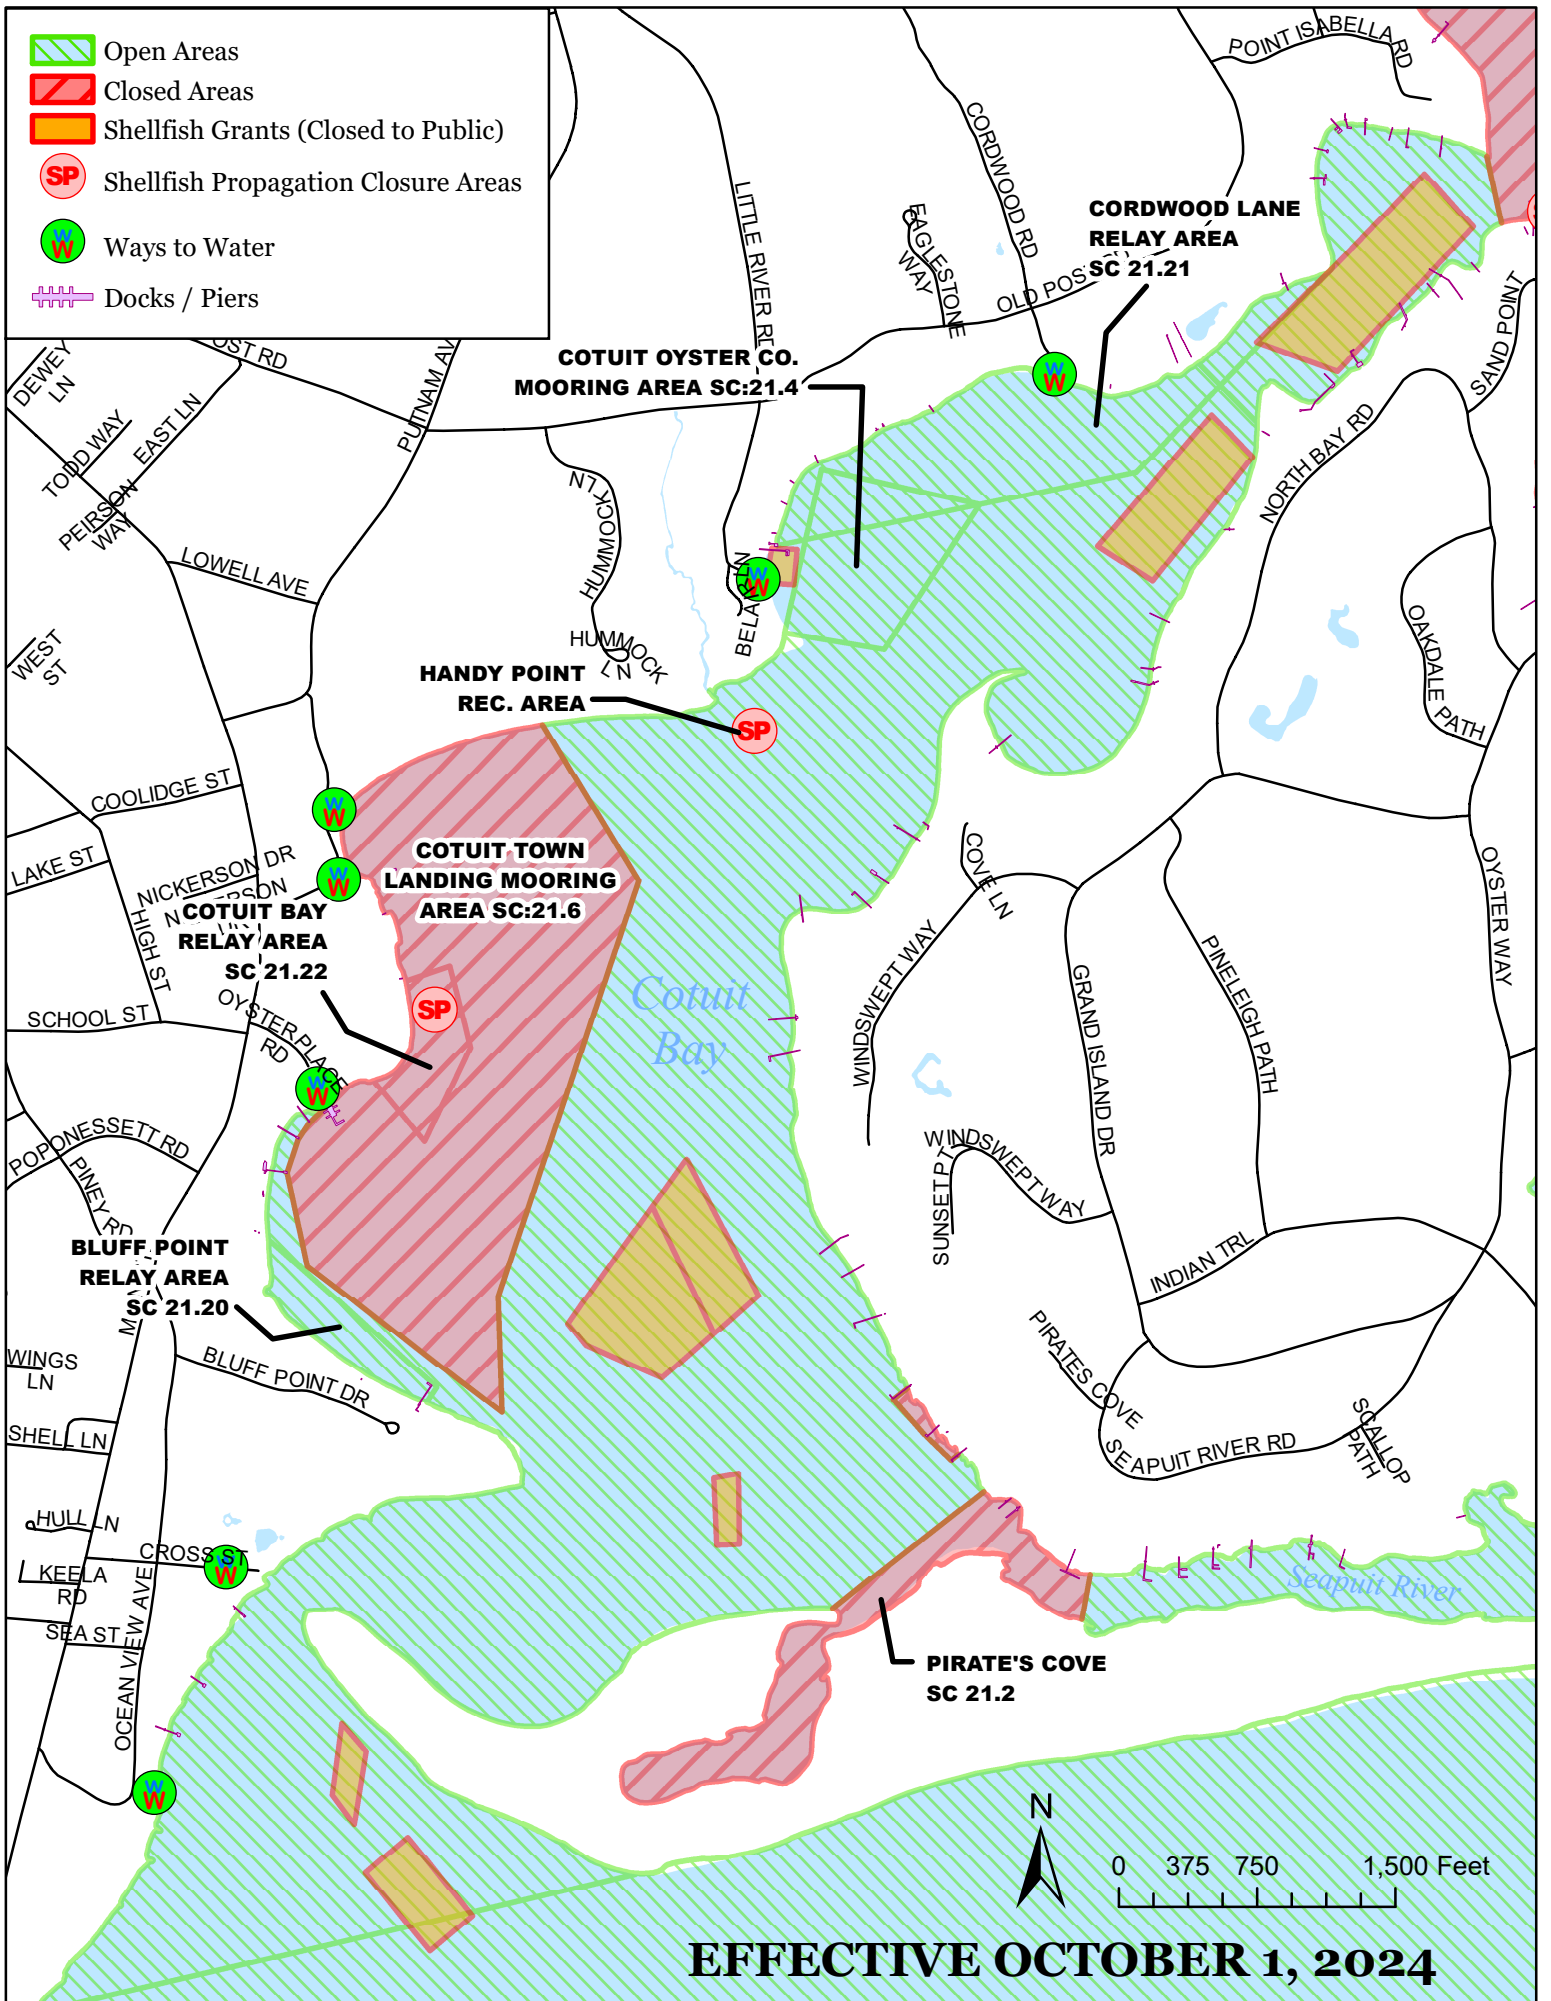 Open Areas
Closed Areas
Shellfish Grants (Closed to Public)
SP Shellfish Propagation Closure Areas
W W Ways to Water
Docks / Piers
POINT ISABELLA RD
CORDWOOD RD
LITTLE RIVER RD
EAGLESTONE
WAY
CORDWOOD LANE
RELAY AREA
SC 21.21
OLD POST RD
SAND POINT
OST RD
DEWEY
LN
PUTNAM AV
COTUIT OYSTER CO.
MOORING AREA SC:21.4
W W
EAST LN
TODD WAY
PEIRSON
WAY
NORTH BAY RD
HUMMOCK LN
LOWELL AVE
W W
BELAIR LN
HUMMOCK
LN
WEST
ST
OAKDALE PATH
HANDY POINT
REC. AREA
SP
COOLIDGE ST
W W
LAKE ST
NICKERSON DR
W W
COTUIT TOWN
LANDING MOORING
AREA SC:21.6
COVE LN
OYSTER WAY
HIGH ST
COTUIT BAY
RELAY AREA
SC 21.22
WINDSWEPT WAY
PINELEIGH PATH
GRAND ISLAND DR
Cotuit
Bay
SP
SCHOOL ST
OYSTER PLACE
RD
W W
POPONESSETT RD
PINEY RD
WINDSWEPT WAY
SUNSET PT
BLUFF POINT
RELAY AREA
SC 21.20
M
INDIAN TRL
WINGS
LN
BLUFF POINT DR
PIRATES COVE
SHELL LN
SEAPUIT RIVER RD
SCALLOP
PATH
HULL LN
CROSS ST
W W
KEELA
RD
Seapuit River
SEA ST
OCEAN VIEW AVE
PIRATE'S COVE
SC 21.2
W W
N
0 375 750 1,500 Feet
EFFECTIVE OCTOBER 1, 2024